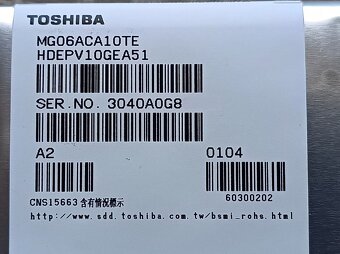 TOSHIBA
MG06ACA10TE
HDEPV10GEA51
SER.NO. 3040A0G8
A2 0104
60300202
CNS15663 含有情況標示
http://www.sdd.toshiba.com.tw/bsmi_rohs.html